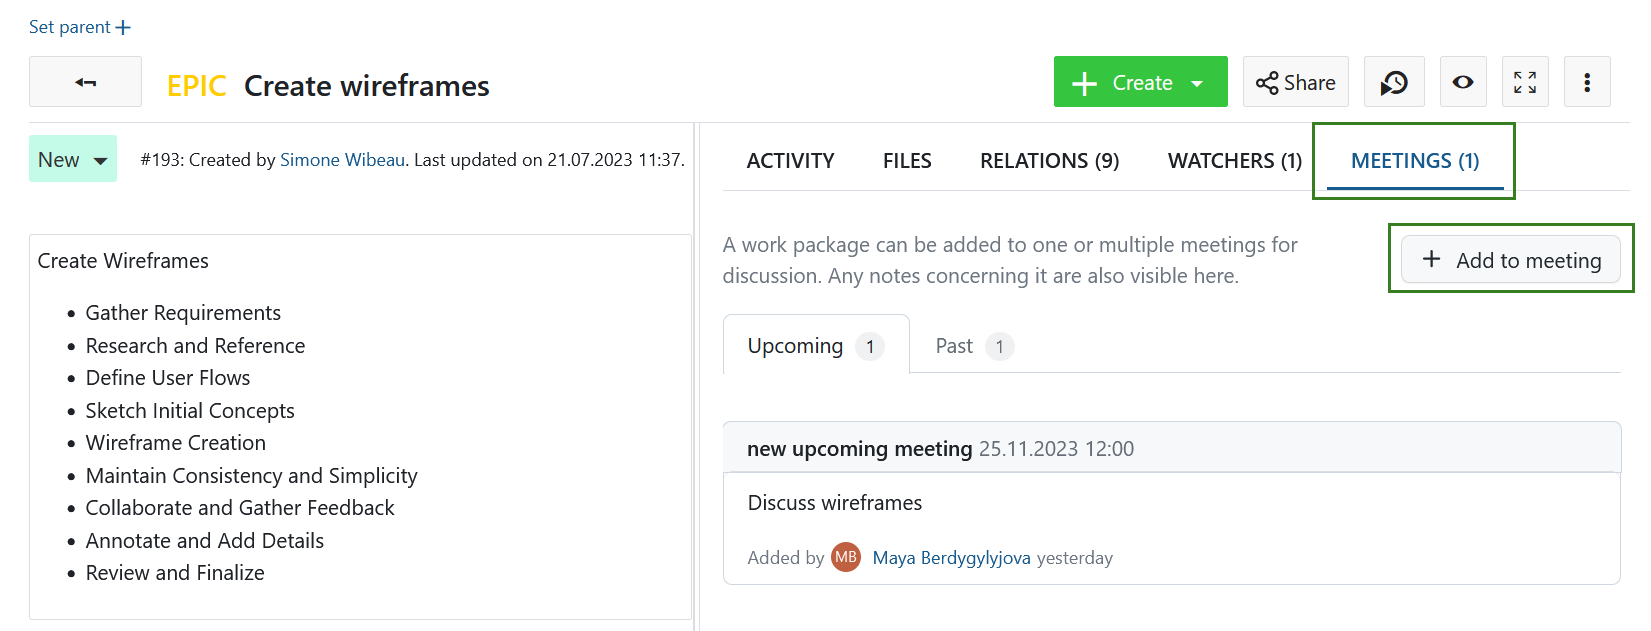 Set parent +
EPIC Create wireframes
+ Create
Share
New
#193: Created by Simone Wibeau. Last updated on 21.07.2023 11:37.
ACTIVITY FILES RELATIONS (9) WATCHERS (1) MEETINGS (1)
Create Wireframes
• Gather Requirements
• Research and Reference
• Define User Flows
• Sketch Initial Concepts
• Wireframe Creation
• Maintain Consistency and Simplicity
• Collaborate and Gather Feedback
• Annotate and Add Details
• Review and Finalize
A work package can be added to one or multiple meetings for
discussion. Any notes concerning it are also visible here.
+ Add to meeting
Upcoming 1 Past 1
new upcoming meeting 25.11.2023 12:00
Discuss wireframes
Added by MB Maya Berdygylyjova yesterday